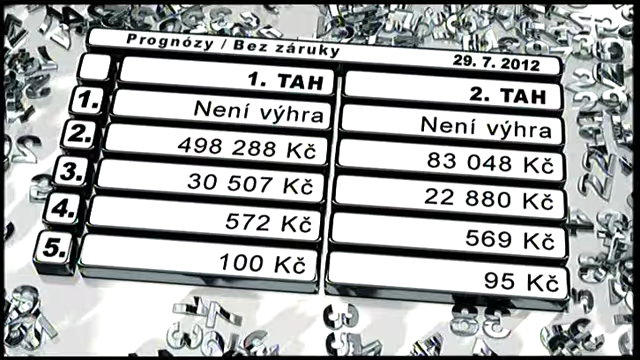 Prognózy / Bez záruky 29. 7. 2012
1. TAH 2. TAH
1. Není výhra Není výhra
2. 498 288 Kč 83 048 Kč
3. 30 507 Kč 22 880 Kč
4. 572 Kč 569 Kč
5. 100 Kč 95 Kč